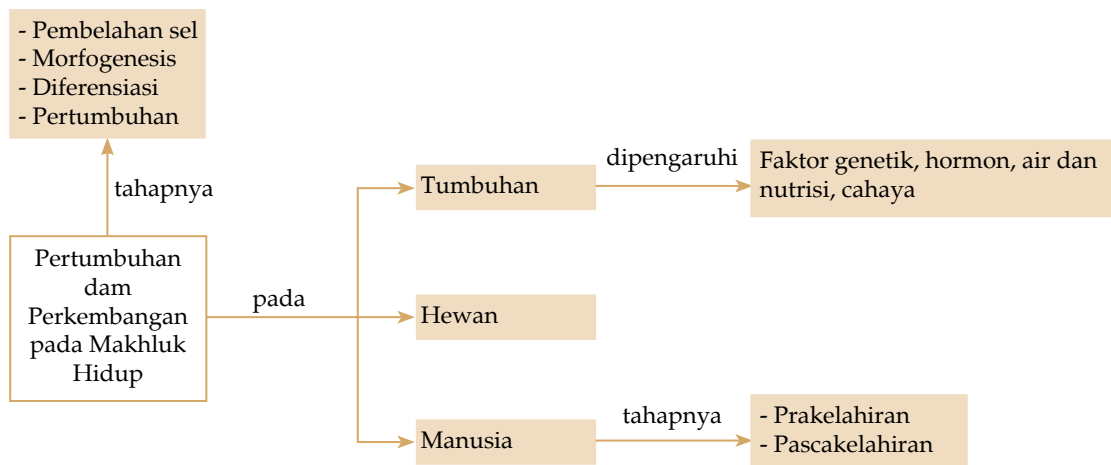 - Pembelahan sel
- Morfogenesis
- Diferensiasi
- Pertumbuhan
tahapnya
Pertumbuhan
dam
Perkembangan
pada Makhluk
Hidup
pada
Tumbuhan
dipengaruhi
Faktor genetik, hormon, air dan
nutrisi, cahaya
Hewan
Manusia
tahapnya
- Prakelahiran
- Pascakelahiran